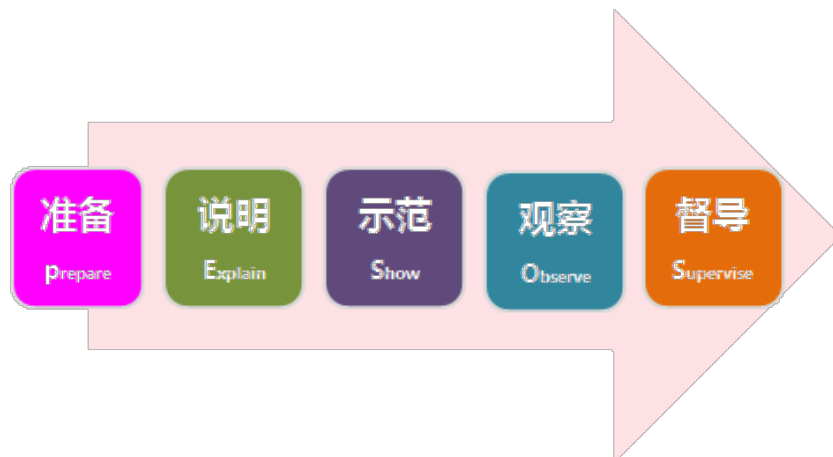 准备
prepare
说明
Explain
示范
Show
观察
Observe
督导
Supervise